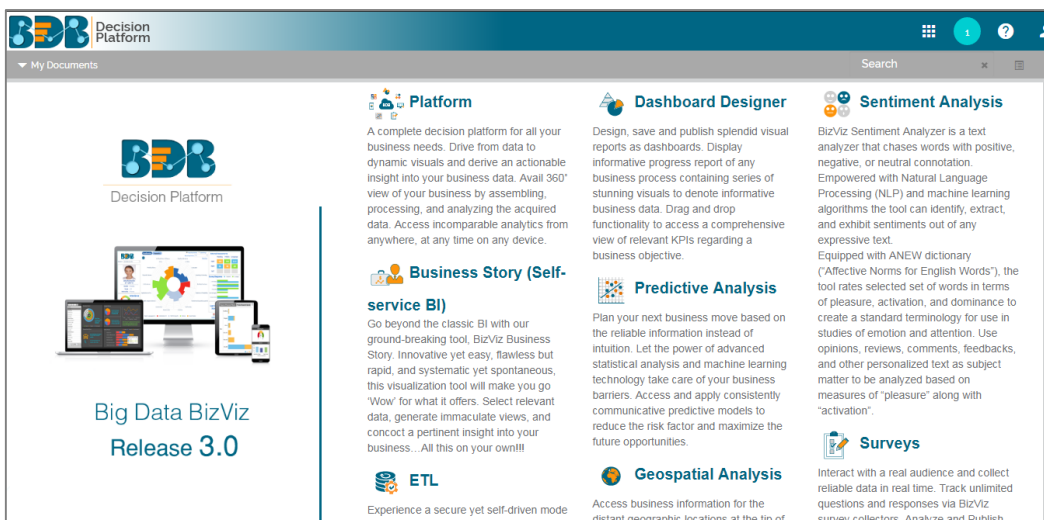 BDB Decision
Platform
1
?
My Documents
Search
BDB
Decision Platform
Big Data BizViz
Release 3.0
Platform
A complete decision platform for all your
business needs. Drive from data to
dynamic visuals and derive an actionable
insight into your business data. Avail 360°
view of your business by assembling,
processing, and analyzing the acquired
data. Access incomparable analytics from
anywhere, at any time on any device.
Business Story (Self-
service BI)
Go beyond the classic BI with our
ground-breaking tool, BizViz Business
Story. Innovative yet easy, flawless but
rapid, and systematic yet spontaneous,
this visualization tool will make you go
‘Wow’ for what it offers. Select relevant
data, generate immaculate views, and
concoct a pertinent insight into your
business…All this on your own!!!
ETL
Experience a secure yet self-driven mode
Dashboard Designer
Design, save and publish splendid visual
reports as dashboards. Display
informative progress report of any
business process containing series of
stunning visuals to denote informative
business data. Drag and drop
functionality to access a comprehensive
view of relevant KPIs regarding a
business objective.
Predictive Analysis
Plan your next business move based on
the reliable information instead of
intuition. Let the power of advanced
statistical analysis and machine learning
technology take care of your business
barriers. Access and apply consistently
communicative predictive models to
reduce the risk factor and maximize the
future opportunities.
Geospatial Analysis
Access business information for the
distant geographic locations at the tip of
Sentiment Analysis
BizViz Sentiment Analyzer is a text
analyzer that chases words with positive,
negative, or neutral connotation.
Empowered with Natural Language
Processing (NLP) and machine learning
algorithms the tool can identify, extract,
and exhibit sentiments out of any
expressive text.
Equipped with ANEW dictionary
(“Affective Norms for English Words”), the
tool rates selected set of words in terms
of pleasure, activation, and dominance to
create a standard terminology for use in
studies of emotion and attention. Use
opinions, reviews, comments, feedbacks,
and other personalized text as subject
matter to be analyzed based on
measures of “pleasure” along with
“activation”.
Surveys
Interact with a real audience and collect
reliable data in real time. Track unlimited
questions and responses via BizViz
survey collectors. Analyze and Publish